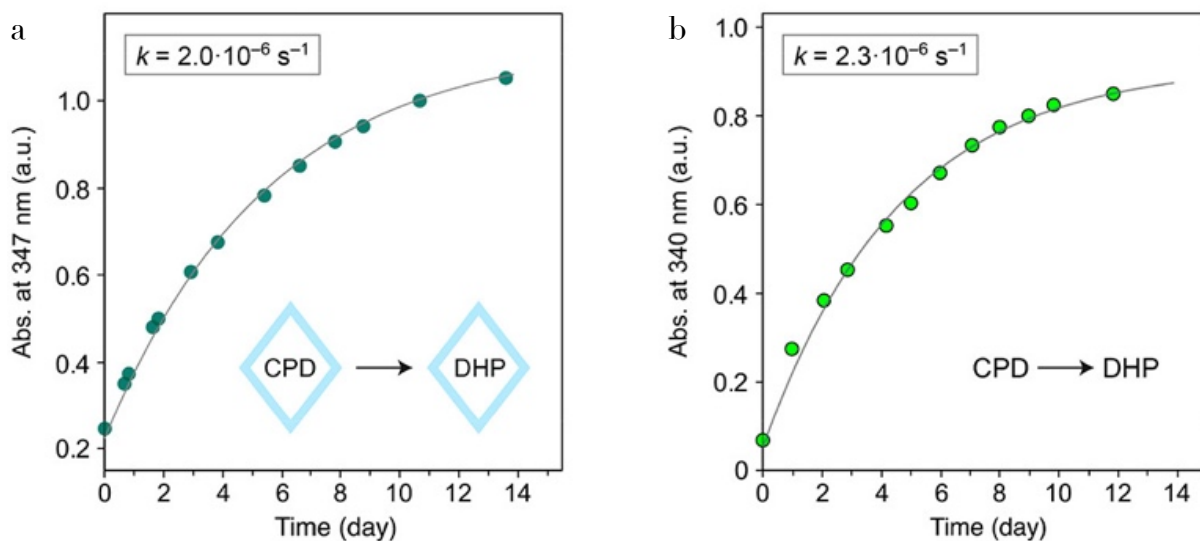 a
k = 2.0·10⁻⁶ s⁻¹
Abs. at 347 nm (a.u.)
1.0
0.8
0.6
0.4
0.2
CPD → DHP
0 2 4 6 8 10 12 14
Time (day)
b
k = 2.3·10⁻⁶ s⁻¹
Abs. at 340 nm (a.u.)
1.0
0.8
0.6
0.4
0.2
0
CPD → DHP
0 2 4 6 8 10 12 14
Time (day)